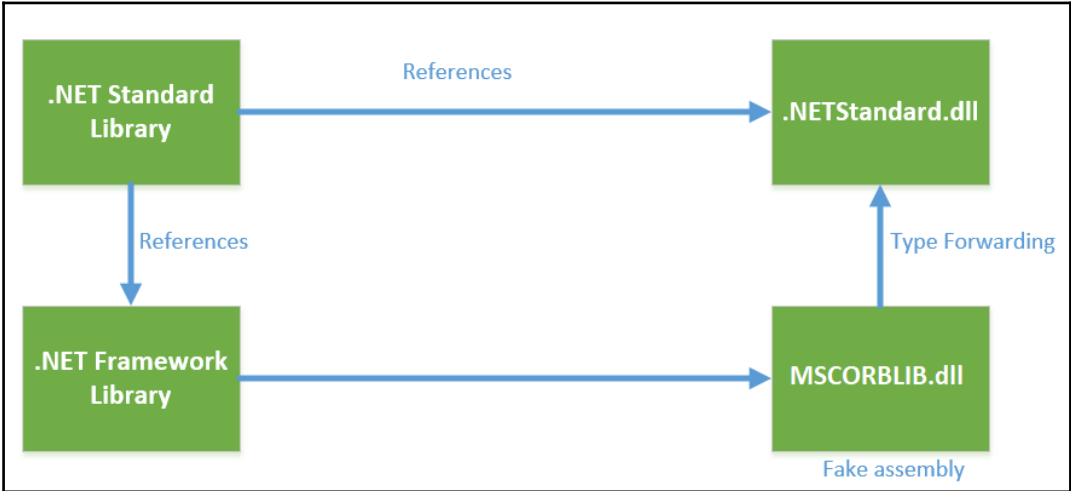 References
.NET Standard
Library
.NETStandard.dll
References
Type Forwarding
.NET Framework
Library
MSCORBLIB.dll
Fake assembly